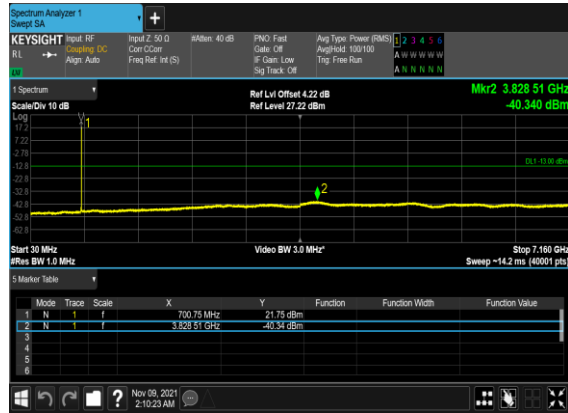 Spectrum Analyzer 1
Swept SA
+
KEYSIGHT Input: RF Input Z: 50 Ω #Atten: 40 dB PNO: Fast Avg Type: Power (RMS) 1 2 3 4 5 6
RL Coupling: DC Corr CCorr Gate: Off Avg|Hold: 100/100 A W W W W W
Align: Auto Freq Ref: Int (S) IF Gain: Low Trig: Free Run
Sig Track: Off A N N N N N
1 Spectrum Ref Lvl Offset 4.22 dB Mkr2 3.828 51 GHz
Scale/Div 10 dB Ref Level 27.22 dBm -40.340 dBm
Log
17.2
7.22
-2.78
-12.8
-22.8
-32.8
-42.8
-52.8
-62.8
1
DL1 -13.00 dBm
2
Start 30 MHz Video BW 3.0 MHz* Stop 7.160 GHz
#Res BW 1.0 MHz Sweep ~14.2 ms (40001 pts)
5 Marker Table
Mode Trace Scale X Y Function Function Width Function Value
1 N 1 f 700.75 MHz 21.75 dBm
2 N 1 f 3.828 51 GHz -40.34 dBm
3
4
5
6
? Nov 09, 2021
2:10:23 AM